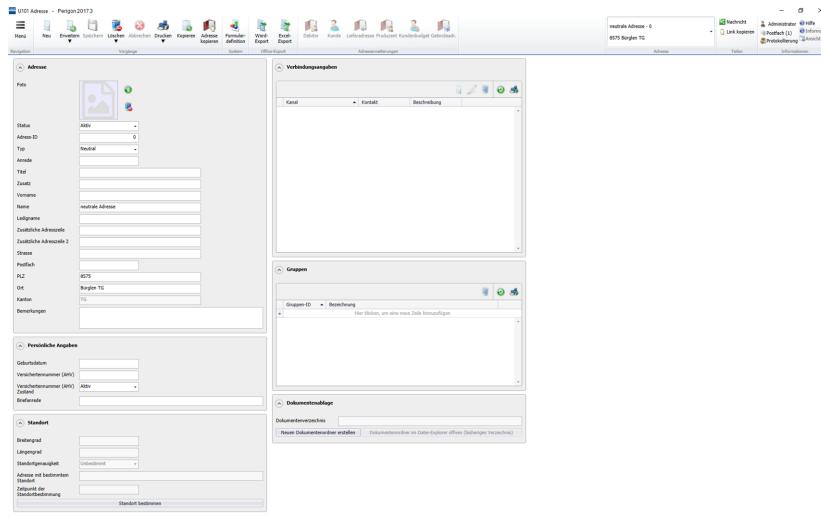 U101 Adresse - Perigon 2017.3
Menü
Neu
Erweitern
Speichern
Löschen
Abbrechen
Drucken
Kopieren
Adresse kopieren
Formular-definition
Word-Export
Excel-Export
Debitor
Kunde
Lieferadresse
Produzent
Kundenbudget
neutrale Adresse - 0
8575 Bürglen TG
Nachricht
Link kopieren
Administrator
Postfach (1)
Protokollierung
Hilfe
Informa
Ansicht
Navigation
Vorgänge
System
Office-Export
Adresserweiterungen
Adresse
Teilen
Informationen
Adresse
Foto
Status Aktiv
Adress-ID 0
Typ Neutral
Anrede
Titel
Zusatz
Vorname
Name neutrale Adresse
Ledigname
Zusätzliche Adresszeile
Zusätzliche Adresszeile 2
Strasse
Postfach
PLZ 8575
Ort Bürglen TG
Kanton TG
Bemerkungen
Persönliche Angaben
Geburtsdatum
Versichertennummer (AHV)
Versichertennummer (AHV) Aktiv
Zustand
Briefanrede
Standort
Breitengrad
Längengrad
Standortgenauigkeit Unbestimmt
Adresse mit bestimmtem
Standort
Zeitpunkt der
Standortbestimmung
Standort bestimmen
Verbindungsangaben
Kanal Kontakt Beschreibung
Gruppen
Gruppen-ID Bezeichnung
Hier klicken, um eine neue Zeile hinzuzufügen
Dokumentenablage
Dokumentenverzeichnis
Neuen Dokumentenordner erstellen Dokumentenordner im Datei-Explorer öffnen (bisheriges Verzeichnis)